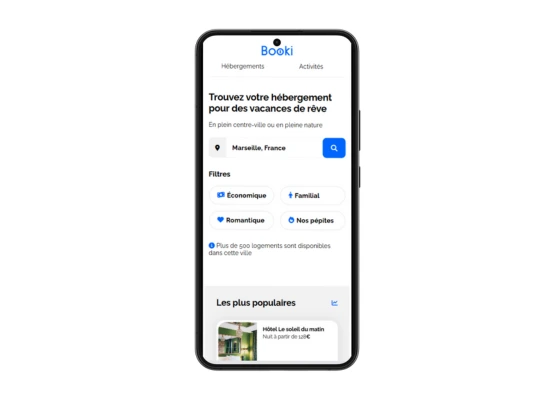 Booki
Hébergements Activités
Trouvez votre hébergement
pour des vacances de rêve
En plein centre-ville ou en pleine nature
Marseille, France
Filtres
Économique Familial
Romantique Nos pépites
Plus de 500 logements sont disponibles
dans cette ville
Les plus populaires
Hôtel Le soleil du matin
Nuit à partir de 128€